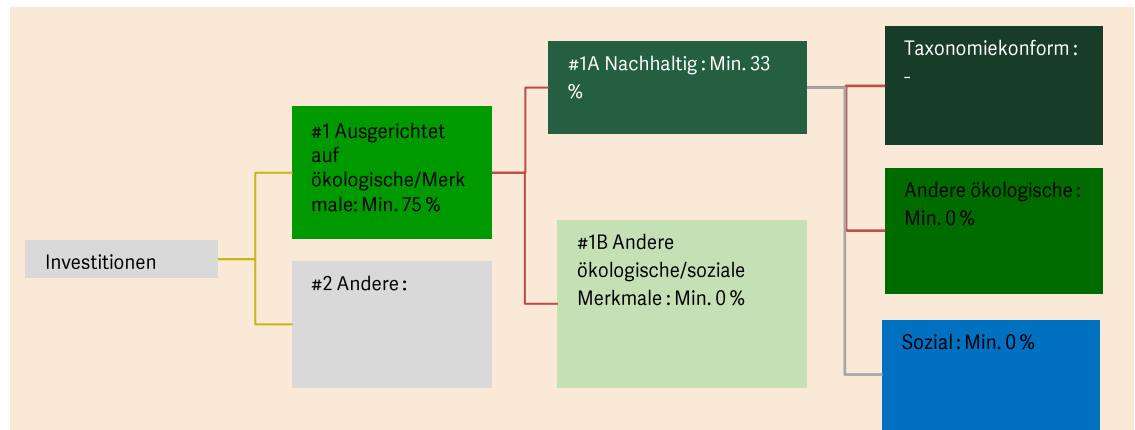 Investitionen
#1 Ausgerichtet
auf
ökologische/Merk
male: Min. 75 %
#2 Andere :
#1A Nachhaltig : Min. 33
%
#1B Andere
ökologische/soziale
Merkmale : Min. 0 %
Taxonomiekonform :
-
Andere ökologische :
Min. 0 %
Sozial : Min. 0 %